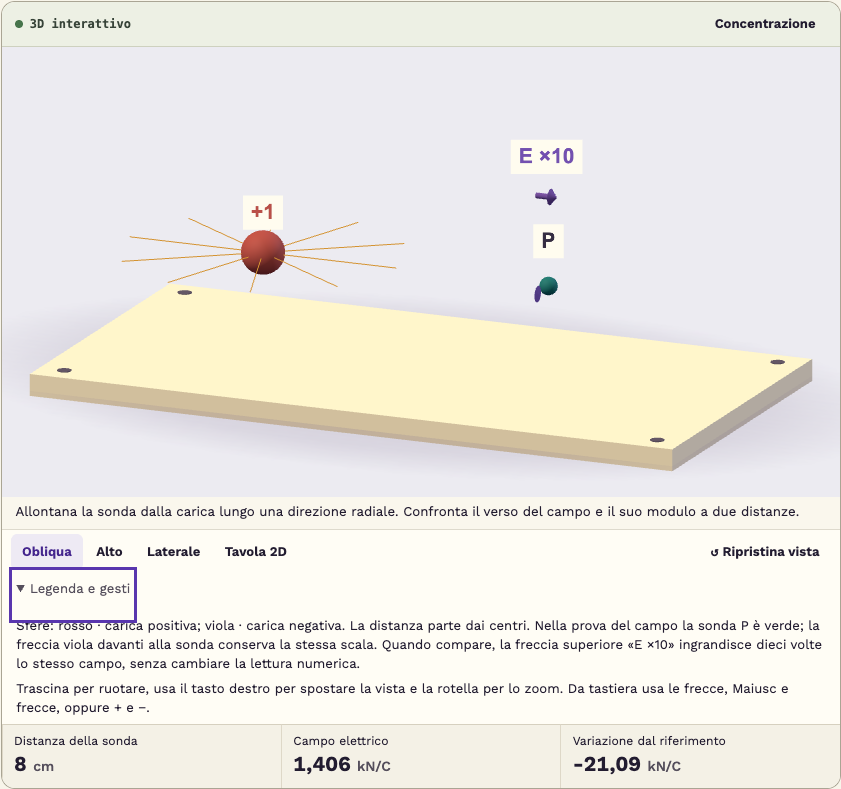 3D interattivo
Concentrazione
E ×10
+1
P
Allontana la sonda dalla carica lungo una direzione radiale. Confronta il verso del campo e il suo modulo a due distanze.
Obliqua
Alto
Laterale
Tavola 2D
↺ Ripristina vista
▼ Legenda e gesti
Sfere: rosso · carica positiva; viola · carica negativa. La distanza parte dai centri. Nella prova del campo la sonda P è verde; la
freccia viola davanti alla sonda conserva la stessa scala. Quando compare, la freccia superiore «E ×10» ingrandisce dieci volte
lo stesso campo, senza cambiare la lettura numerica.
Trascina per ruotare, usa il tasto destro per spostare la vista e la rotella per lo zoom. Da tastiera usa le frecce, Maiusc e
frecce, oppure + e −.
Distanza della sonda
8 cm
Campo elettrico
1,406 kN/C
Variazione dal riferimento
-21,09 kN/C